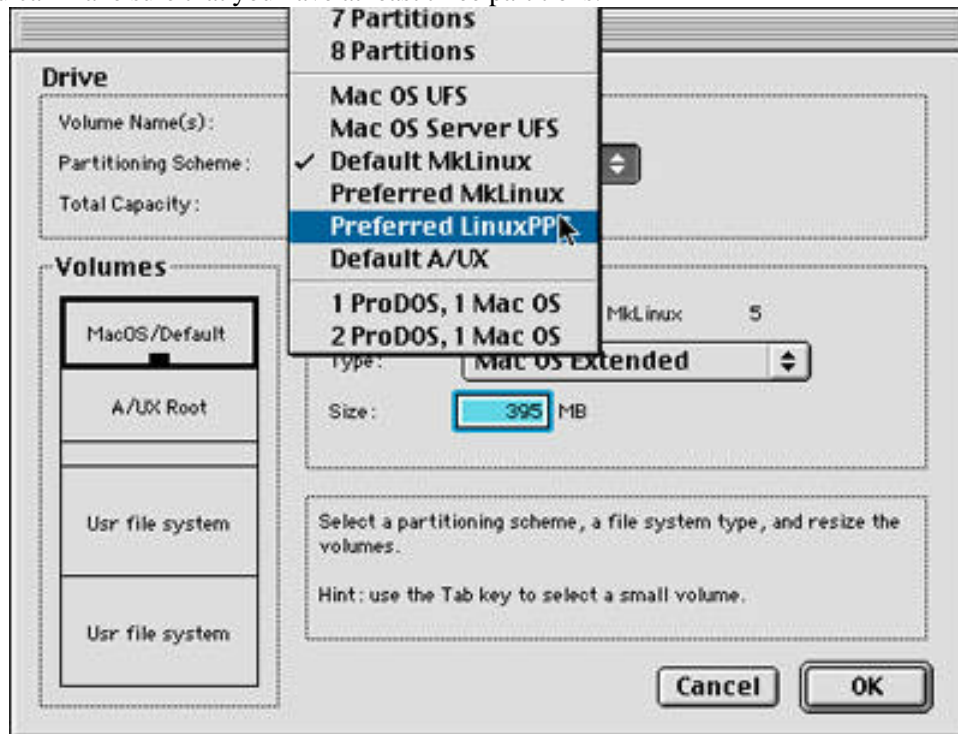 7 Partitions
8 Partitions
Drive
Mac OS UFS
Volume Name(s):
Mac OS Server UFS
Partitioning Scheme:
Default MkLinux
Preferred MkLinux
Total Capacity:
Preferred LinuxPP
Default A/UX
Volumes
1 ProDOS, 1 Mac OS
MkLinux 5
MacOS/Default
2 ProDOS, 1 Mac OS
Type: Mac OS Extended
A/UX Root
Size: 395 MB
Usr file system
Select a partitioning scheme, a file system type, and resize the
volumes.
Hint: use the Tab key to select a small volume.
Usr file system
Cancel OK